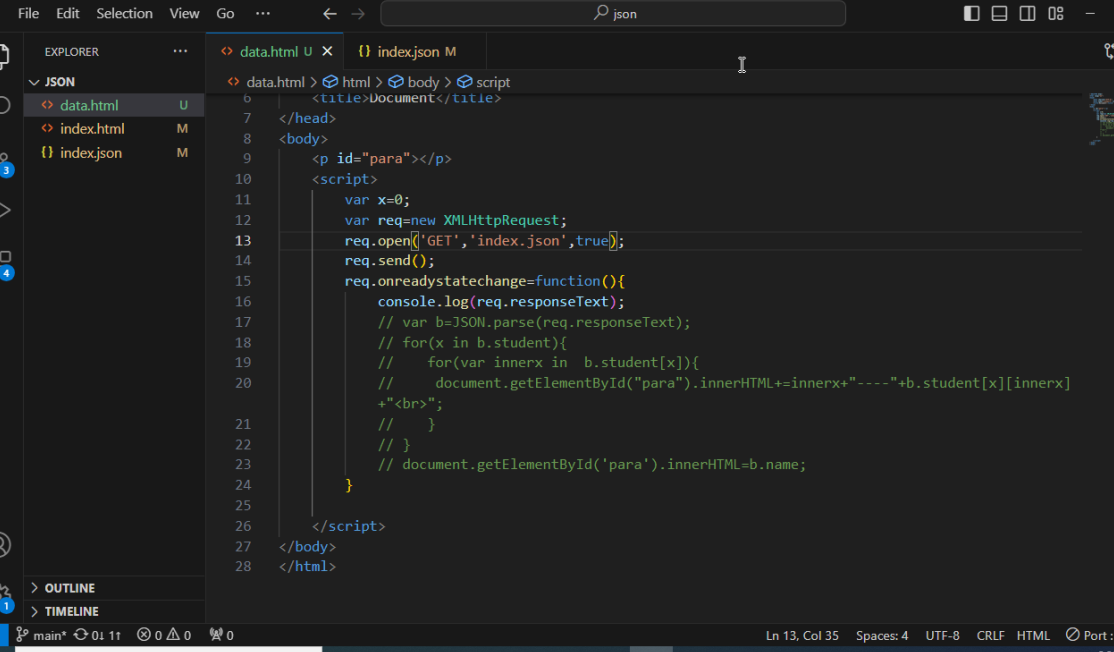 File Edit Selection View Go ··· ← → json
EXPLORER ···
JSON
data.html U
index.html M
index.json M
OUTLINE
TIMELINE
3
4
1
data.html U × index.json M
data.html > html > body > script
6 <title>Document</title>
7 </head>
8 <body>
9 <p id="para"></p>
10 <script>
11 var x=0;
12 var req=new XMLHttpRequest;
13 req.open('GET','index.json',true);
14 req.send();
15 req.onreadystatechange=function(){
16 console.log(req.responseText);
17 // var b=JSON.parse(req.responseText);
18 // for(x in b.student){
19 //    for(var innerx in  b.student[x]){
20 //     document.getElementById("para").innerHTML+=innerx+"----"+b.student[x][innerx]
+"<br>";
21 //    }
22 // }
23 // document.getElementById('para').innerHTML=b.name;
24 }
25
26 </script>
27 </body>
28 </html>
main* 0↓ 1↑ 0 0 0 Ln 13, Col 35 Spaces: 4 UTF-8 CRLF HTML Port :